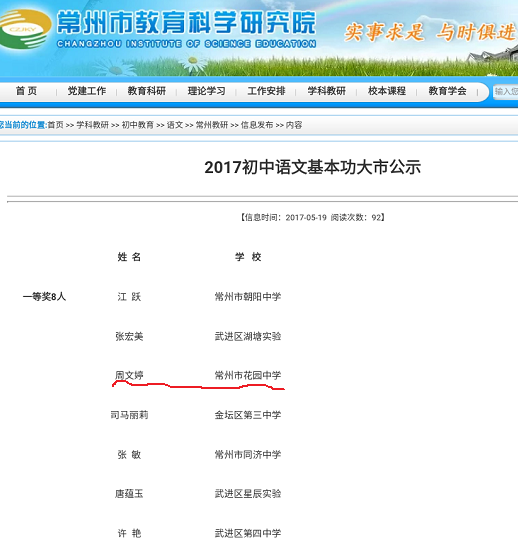 CZJKY
常州市教育科学研究院
CHANGZHOU INSTITUTE OF SCIENCE EDUCATION
实事求是 与时俱进
首 页 党建工作 教育科研 理论学习 工作安排 学科教研 校本课程 教育学会 输入您
您当前的位置:首页 >> 学科教研 >> 初中教育 >> 语文 >> 常州教研 >> 信息发布 >> 内容
2017初中语文基本功大市公示
【信息时间：2017-05-19 阅读次数：92】
姓 名 学 校
一等奖8人 江 跃 常州市朝阳中学
张宏美 武进区湖塘实验
周文婷 常州市花园中学
司马丽莉 金坛区第三中学
张 敏 常州市同济中学
唐蕴玉 武进区星辰实验
许 艳 武进区第四中学